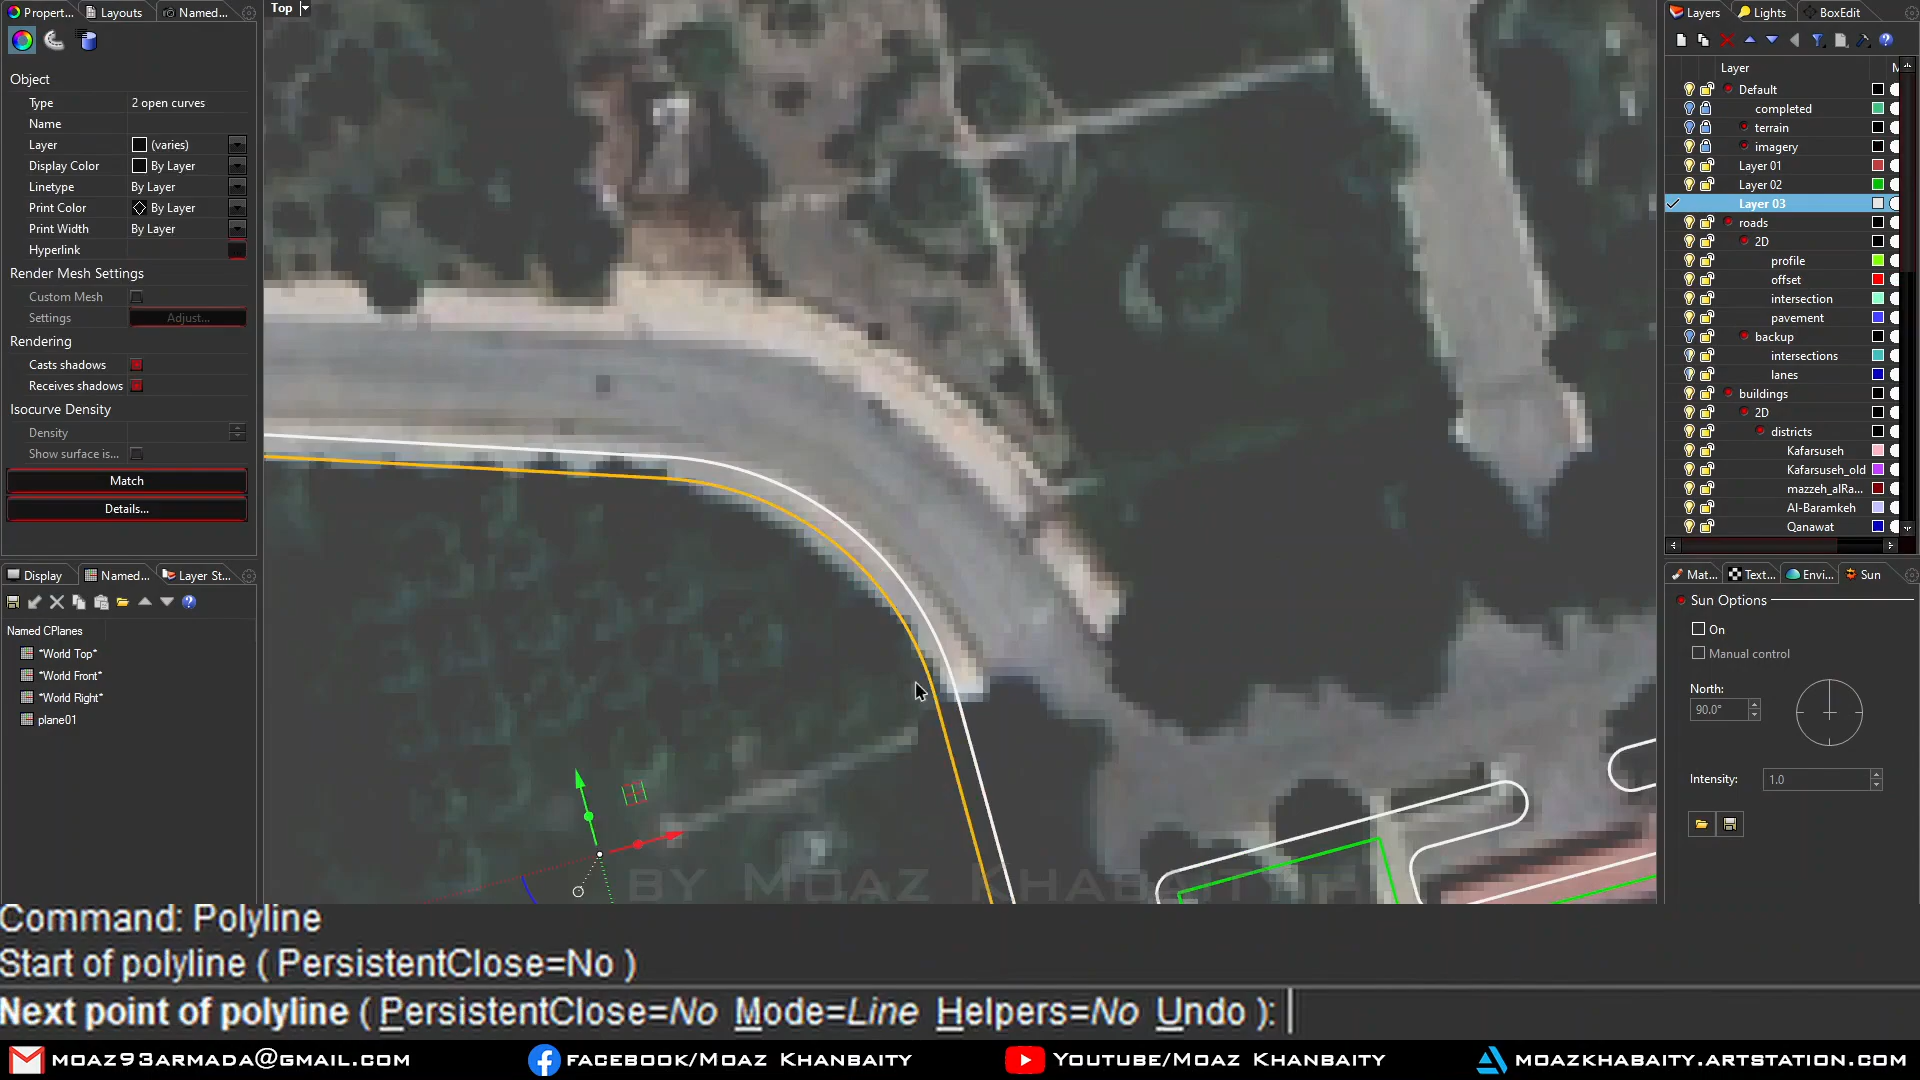 Propert... Layouts Named...
Top
Layers Lights BoxEdit
Object
Type 2 open curves
Name
Layer (varies)
Display Color By Layer
Linetype By Layer
Print Color By Layer
Print Width By Layer
Hyperlink
Render Mesh Settings
Custom Mesh
Settings Adjust...
Rendering
Casts shadows
Receives shadows
Isocurve Density
Density
Show surface is...
Match
Details...
Layer
Default
completed
terrain
imagery
Layer 01
Layer 02
Layer 03
roads
2D
profile
offset
intersection
pavement
backup
intersections
lanes
buildings
2D
districts
Kafarsuseh
Kafarsuseh_old
mazzeh_alRa...
Al-Baramkeh
Qanawat
Display Named... Layer St...
Named CPlanes
*World Top*
*World Front*
*World Right*
plane01
Mat... Text... Envi... Sun
Sun Options
On
Manual control
North:
90.0°
Intensity: 1.0
Command: Polyline
Start of polyline ( PersistentClose=No )
Next point of polyline ( PersistentClose=No Mode=Line Helpers=No Undo ):
MOAZ93ARMADA@GMAIL.COM FACEBOOK/MOAZ KHANBAITY YOUTUBE/MOAZ KHANBAITY MOAZKHABAITY.ARTSTATION.COM